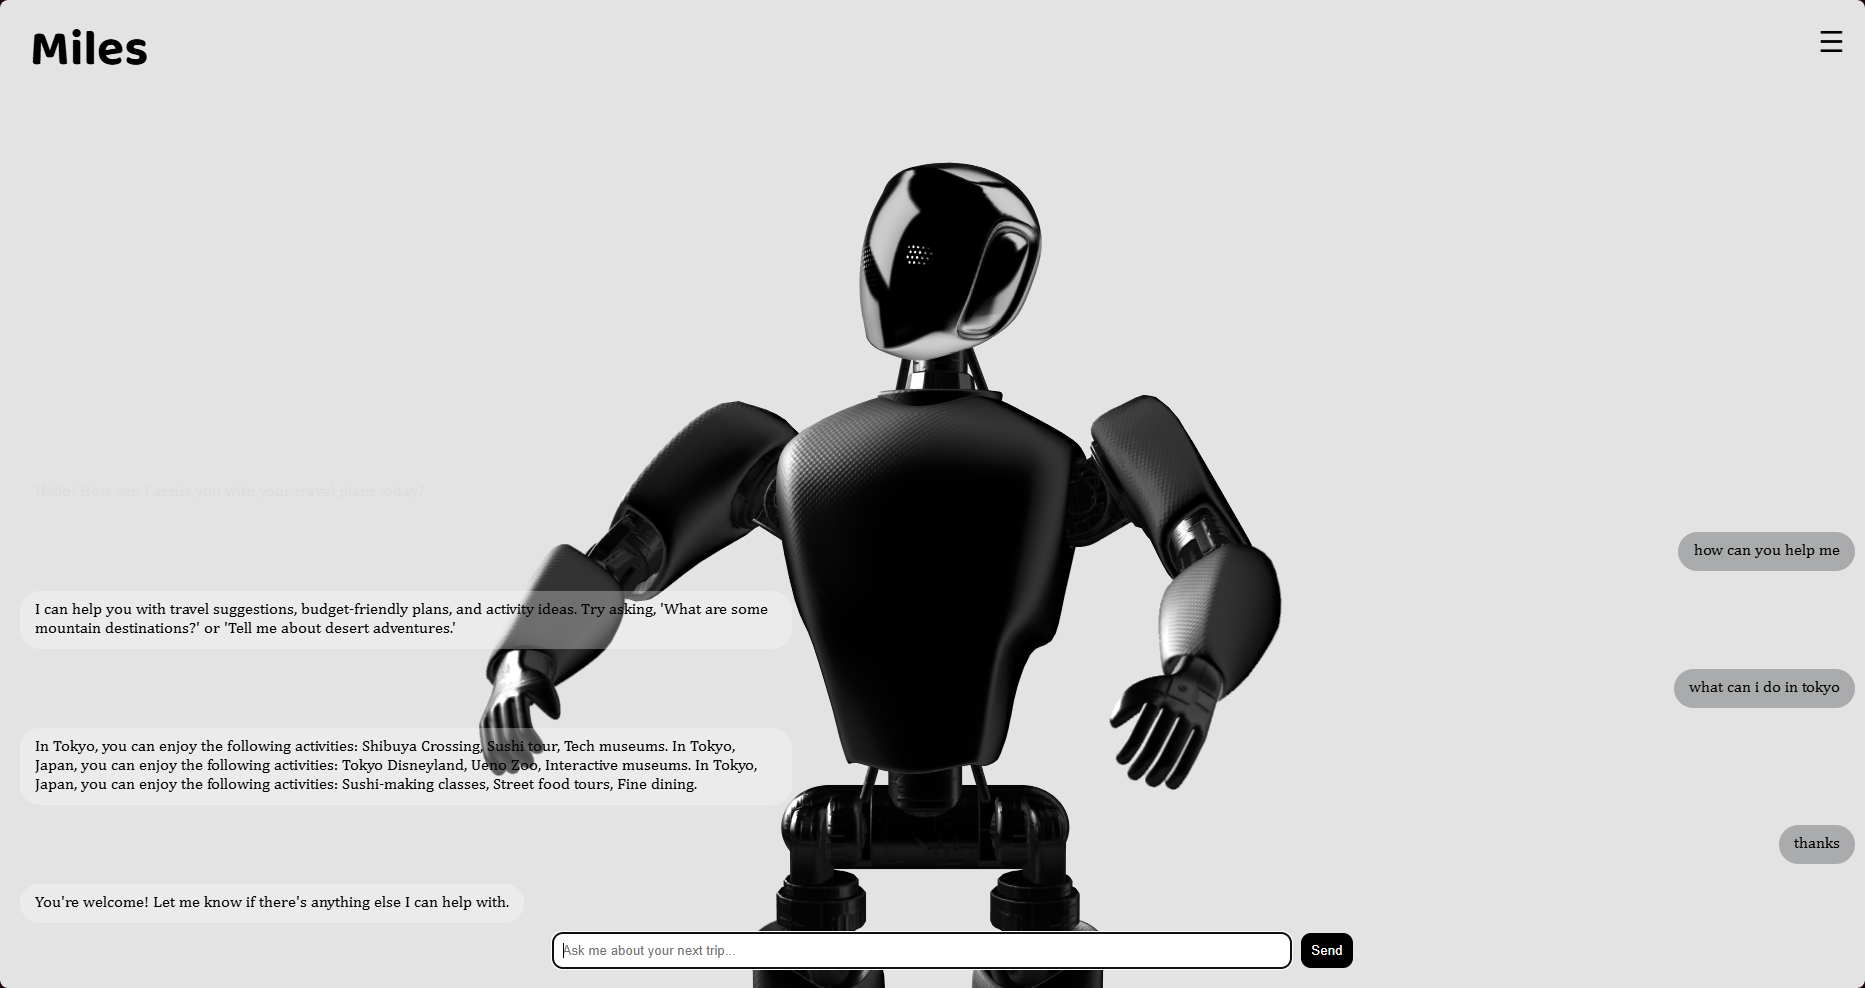 Miles
Hello! How can I assist you with your travel plans today?
how can you help me
I can help you with travel suggestions, budget-friendly plans, and activity ideas. Try asking, 'What are some
mountain destinations?' or 'Tell me about desert adventures.'
what can i do in tokyo
In Tokyo, you can enjoy the following activities: Shibuya Crossing, Sushi tour, Tech museums. In Tokyo,
Japan, you can enjoy the following activities: Tokyo Disneyland, Ueno Zoo, Interactive museums. In Tokyo,
Japan, you can enjoy the following activities: Sushi-making classes, Street food tours, Fine dining.
thanks
You're welcome! Let me know if there's anything else I can help with.
Ask me about your next trip...
Send